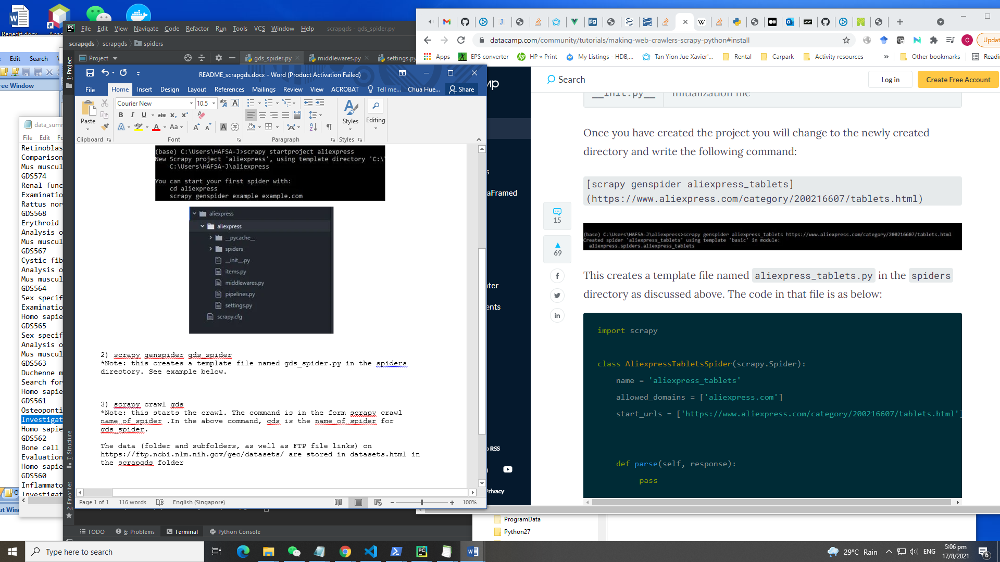 Regedit.docx
File Edit View Navigate Code Refactor Run Tools VCS Window Help
scrapgds - gds_spider.py
scrapgds scrapgds spiders
Project gds_spider.py middlewares.py settings.py
1: Project
7: Structure
2: Favorites
Edit Search
data_summ
File Edit Fo
Retinoblas
Comparison
Mus muscul
GDS574
Renal func
Examinatio
Rattus nor
GDS568
Erythroid
Analysis o
Mus muscul
GDS567
Cystic fib
Analysis o
Mus muscul
GDS564
Sex specif
Examinatio
Homo sapie
GDS565
Sex specif
Analysis o
Mus muscul
GDS563
Duchenne m
Search for
Homo sapie
GDS561
Osteoponti
Investigat
Homo sapie
GDS562
Bone cell
Evaluation
Homo sapie
GDS560
Inflammato
Investigat
README_scrapgds.docx - Word (Product Activation Failed)
File Home Insert Design Layout References Mailings Review View ACROBAT Tell me... Chua Hue... Share
Courier New 10.5
Paste Styles Editing
Clipboard Font Paragraph Styles
(base) C:\Users\HAFSA-J>scrapy startproject aliexpress
New Scrapy project 'aliexpress', using template directory 'C:\
C:\Users\HAFSA-J\aliexpress
You can start your first spider with:
cd aliexpress
scrapy genspider example example.com
aliexpress
aliexpress
__pycache__
spiders
__init__.py
items.py
middlewares.py
pipelines.py
settings.py
scrapy.cfg
2) scrapy genspider gds_spider
*Note: this creates a template file named gds_spider.py in the spiders
directory. See example below.
3) scrapy crawl gds
*Note: this starts the crawl. The command is in the form scrapy crawl
name_of_spider .In the above command, gds is the name_of_spider for
gds_spider.
The data (folder and subfolders, as well as FTP file links) on
https://ftp.ncbi.nlm.nih.gov/geo/datasets/ are stored in datasets.html in
the scrapgds folder
Page 1 of 1 116 words English (Singapore) 100%
TODO 6: Problems Terminal Python Console
datacamp.com/community/tutorials/making-web-crawlers-scrapy-python#install
Apps EPS converter HP » Print My Listings - HDB,... Tan Yion Jue Xavier'... Rental Carpark Activity resources » Other bookmarks Readi
Search Log in Create Free Account
__init.py__ initialization file
Once you have created the project you will change to the newly created
directory and write the following command:
[scrapy genspider aliexpress_tablets]
(https://www.aliexpress.com/category/200216607/tablets.html)
15
69
(base) C:\Users\HAFSA-J\aliexpress>scrapy genspider aliexpress_tablets https://www.aliexpress.com/category/200216607/tablets.html
Created spider 'aliexpress_tablets' using template 'basic' in module:
aliexpress.spiders.aliexpress_tablets
This creates a template file named aliexpress_tablets.py in the spiders
directory as discussed above. The code in that file is as below:
import scrapy
class AliexpressTabletsSpider(scrapy.Spider):
name = 'aliexpress_tablets'
allowed_domains = ['aliexpress.com']
start_urls = ['https://www.aliexpress.com/category/200216607/tablets.html']
def parse(self, response):
pass
aFramed
RSS
Privacy
ProgramData
Python27
Type here to search
29°C Rain ENG
5:06 pm
17/8/2021
6